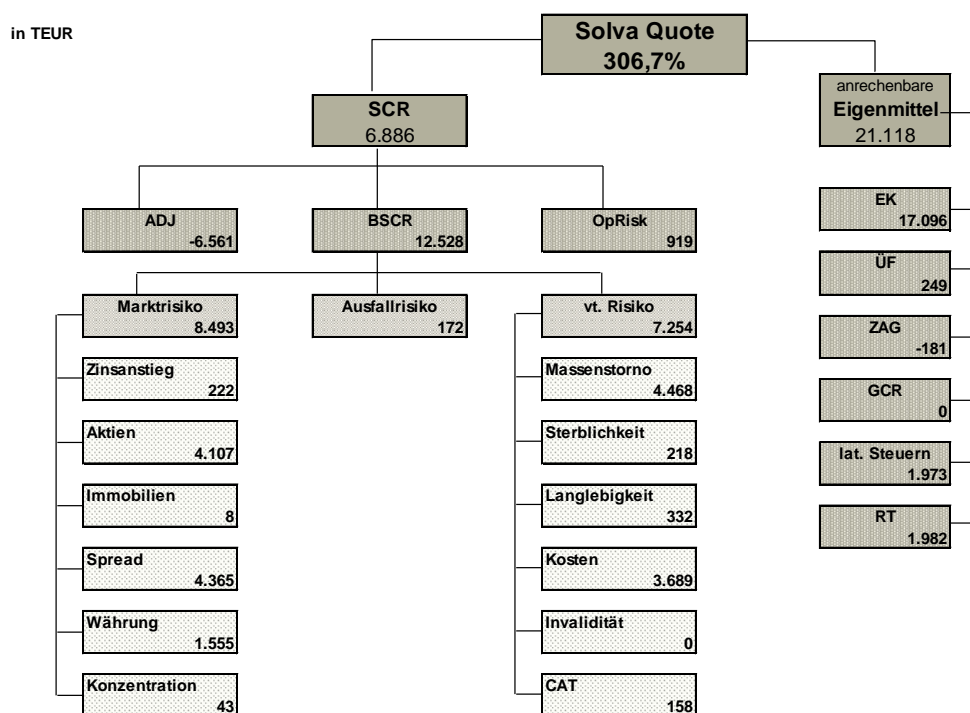 in TEUR
Solva Quote
306,7%
SCR
6.886
anrechenbare
Eigenmittel
21.118
ADJ
-6.561
BSCR
12.528
OpRisk
919
EK
17.096
ÜF
249
ZAG
-181
GCR
0
lat. Steuern
1.973
RT
1.982
Marktrisiko
8.493
Ausfallrisiko
172
vt. Risiko
7.254
Zinsanstieg
222
Aktien
4.107
Immobilien
8
Spread
4.365
Währung
1.555
Konzentration
43
Massenstorno
4.468
Sterblichkeit
218
Langlebigkeit
332
Kosten
3.689
Invalidität
0
CAT
158